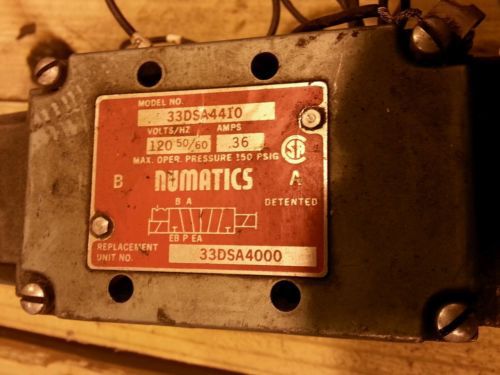 MODEL NO.
33DSA4410
VOLTS/HZ AMPS
120 50/60 .36
MAX. OPER. PRESSURE 150 PSIG
SA
B NUMATICS A
B A DETENTED
EB P EA
REPLACEMENT
UNIT NO. 33DSA4000